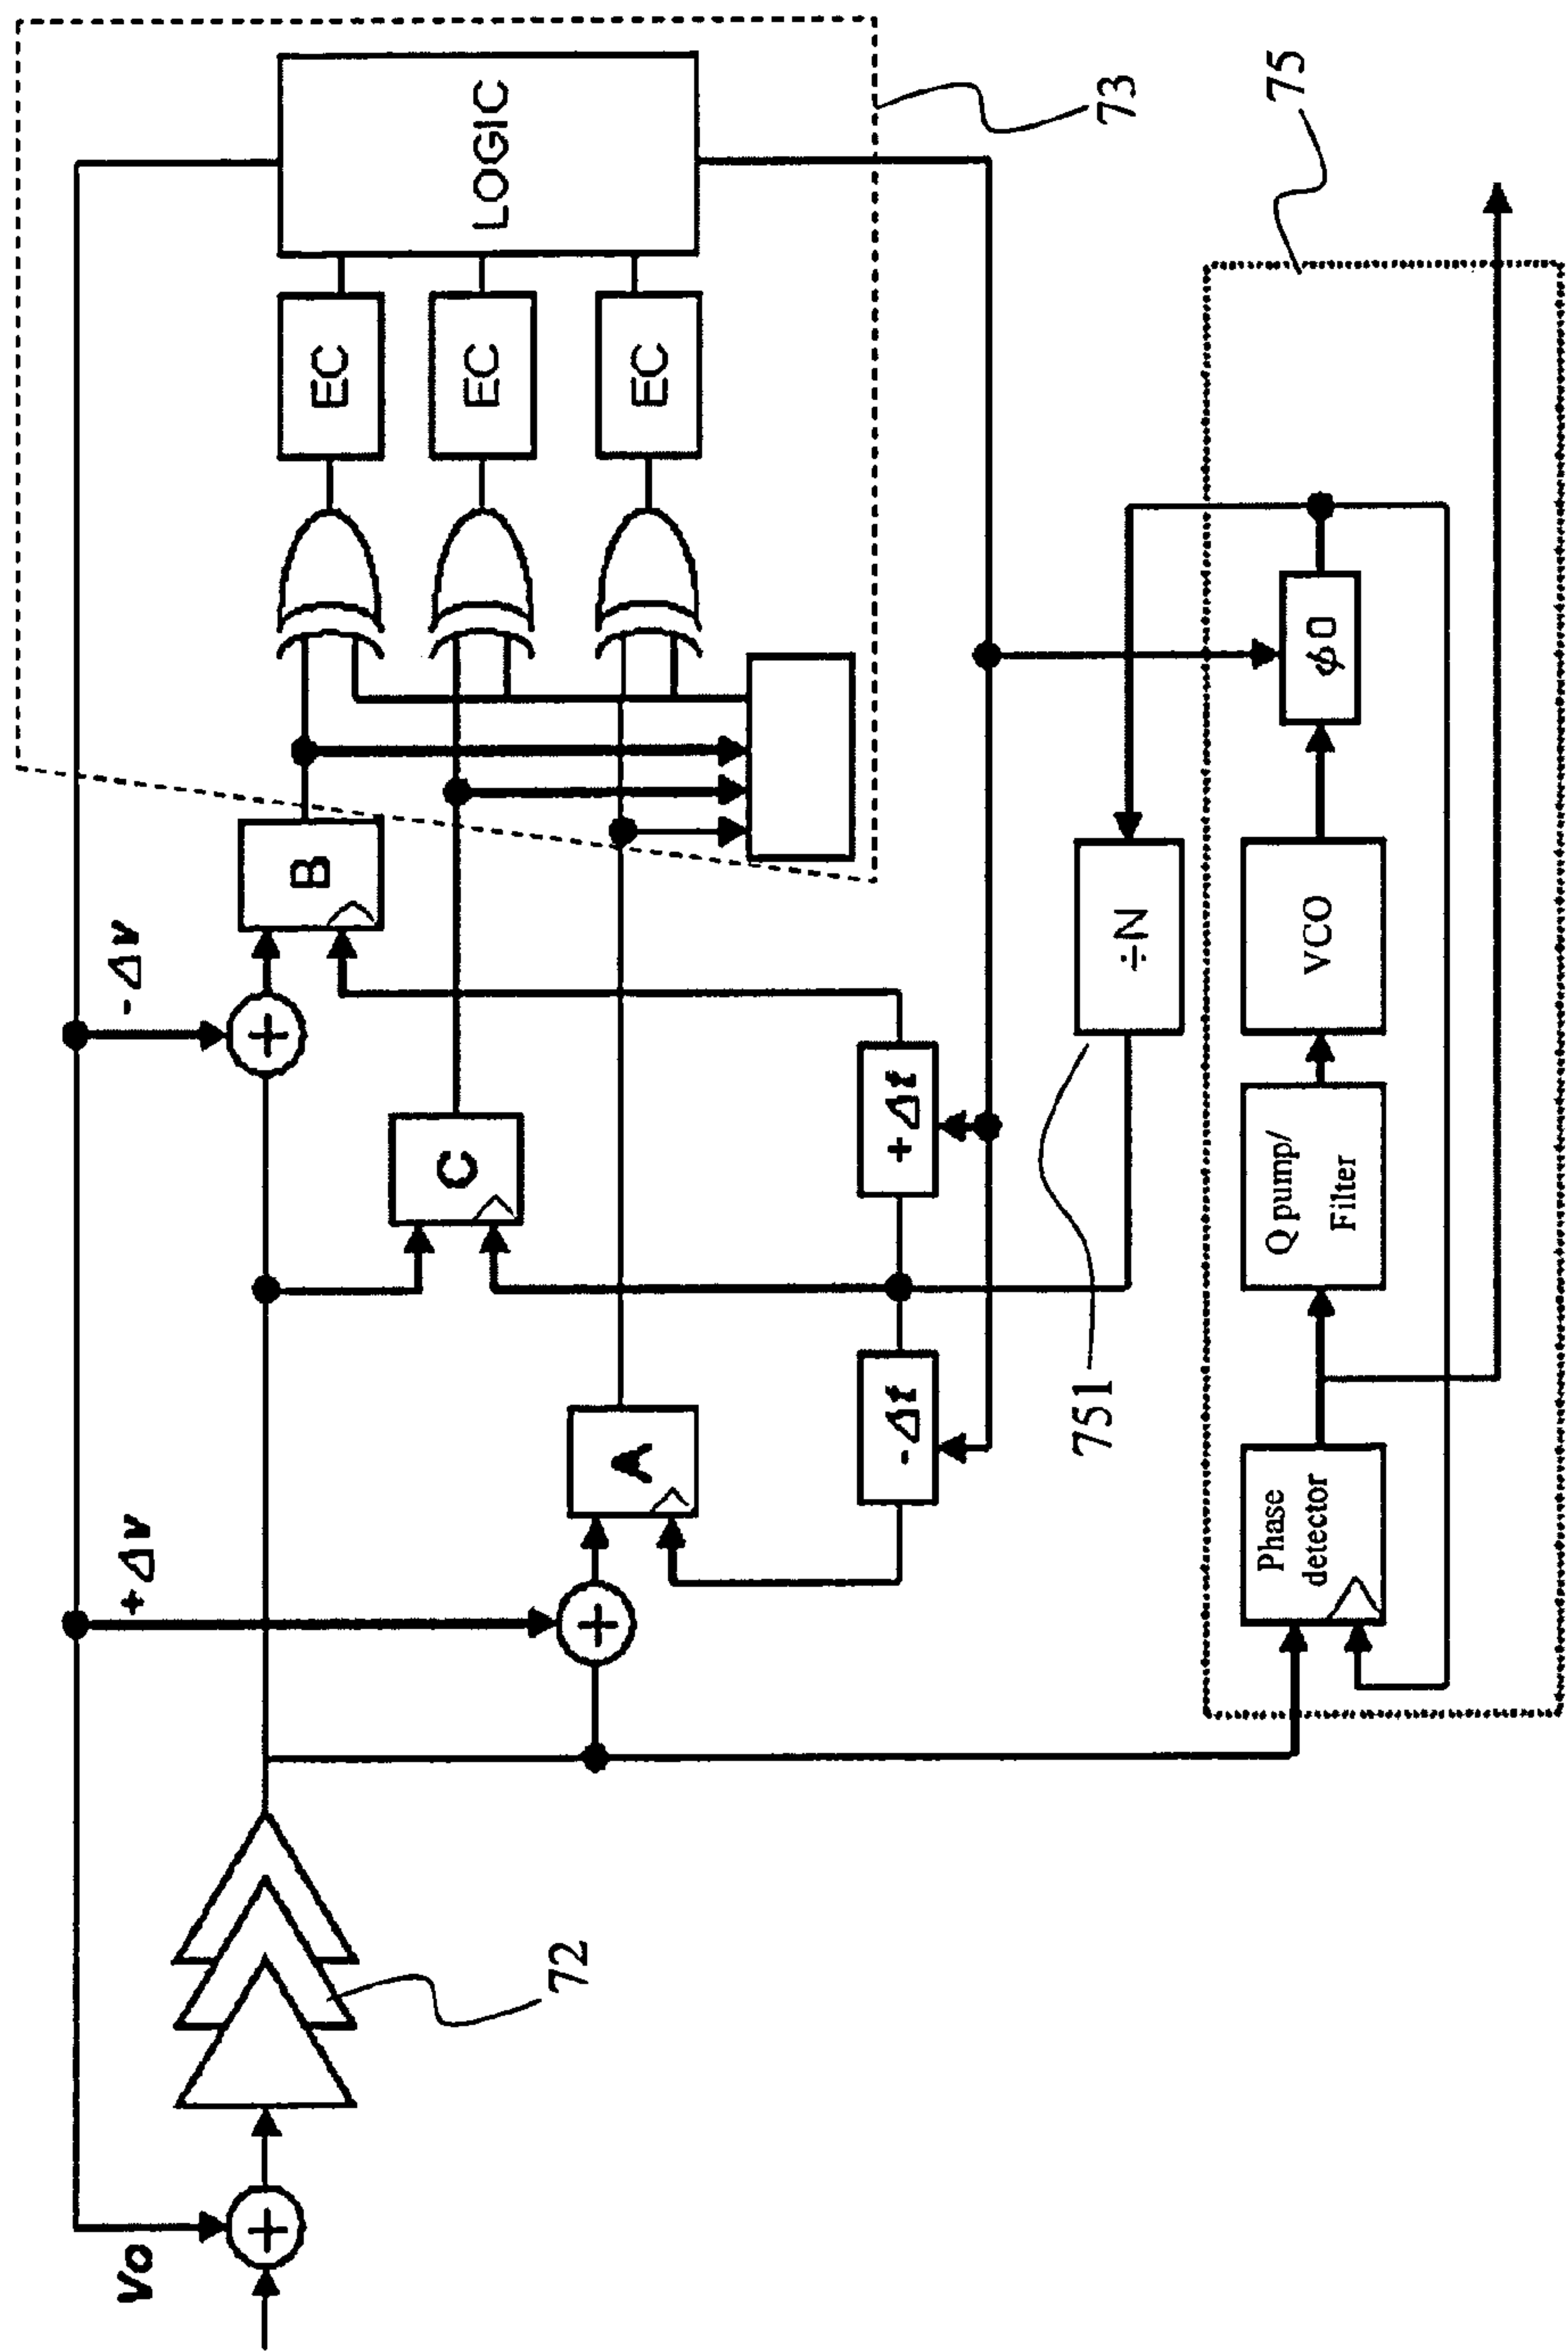 Vo
+ΔV
-ΔV
72
A
C
B
EC
EC
EC
LOGIC
73
-Δt
+Δt
751
÷N
75
Phase
detector
Q pump/
Filter
VCO
φ0